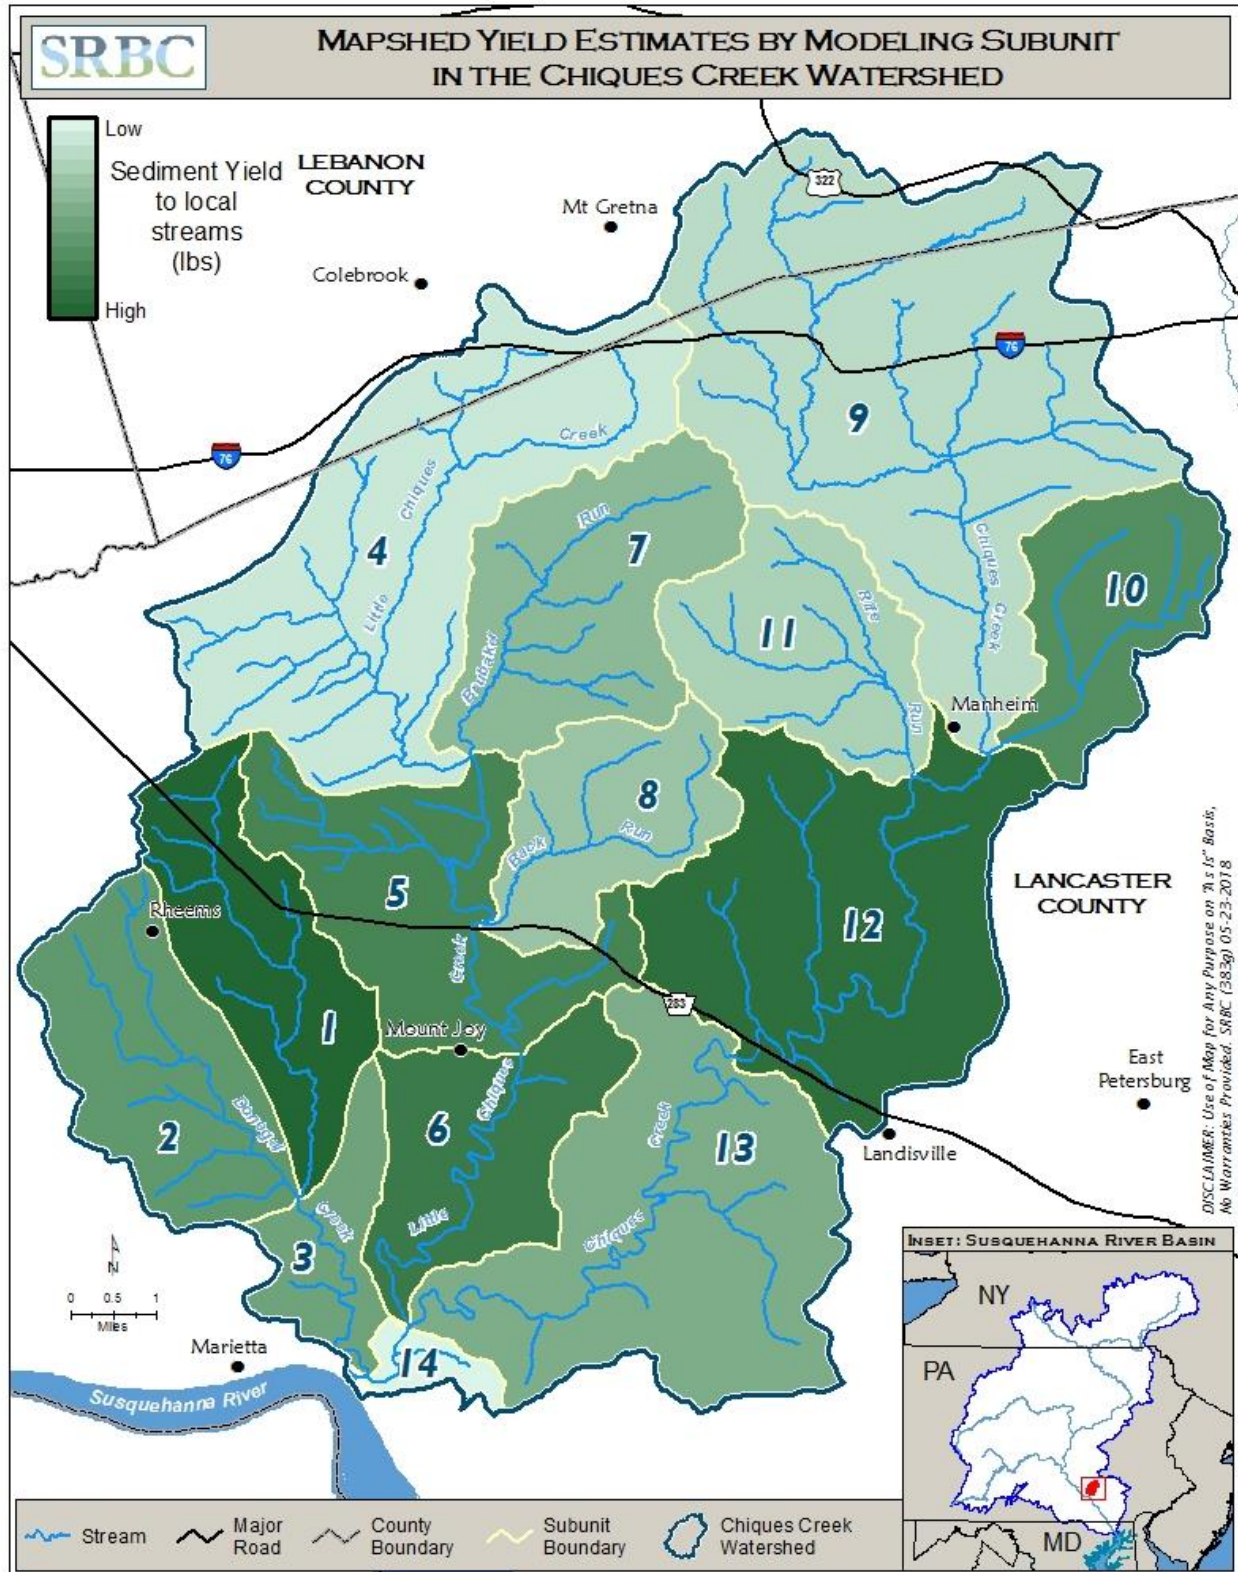 SRBC
MAPSHED YIELD ESTIMATES BY MODELING SUBUNIT
IN THE CHIQUES CREEK WATERSHED
Low
Sediment Yield
to local
streams
(lbs)
High
LEBANON
COUNTY
322
Mt Gretna
Colebrook
76
76
9
Creek
Chiques
Little
4
Run
7
Brubaker
Chiques
Creek
10
Rife
Run
11
Manheim
8
Back
Run
5
Rheems
12
LANCASTER
COUNTY
Creek
283
1
Mount Joy
East
Petersburg
Chiques
6
Little
2
Donegal
Creek
13
Creek
Chiques
Landisville
3
N
0 0.5 1
Miles
Marietta
14
Susquehanna River
DISCLAIMER: Use of Map for Any Purpose on "As Is" Basis,
No Warranties Provided. SRBC (383g) 05-23-2018
INSET: SUSQUEHANNA RIVER BASIN
NY
PA
MD
Stream
Major
Road
County
Boundary
Subunit
Boundary
Chiques Creek
Watershed